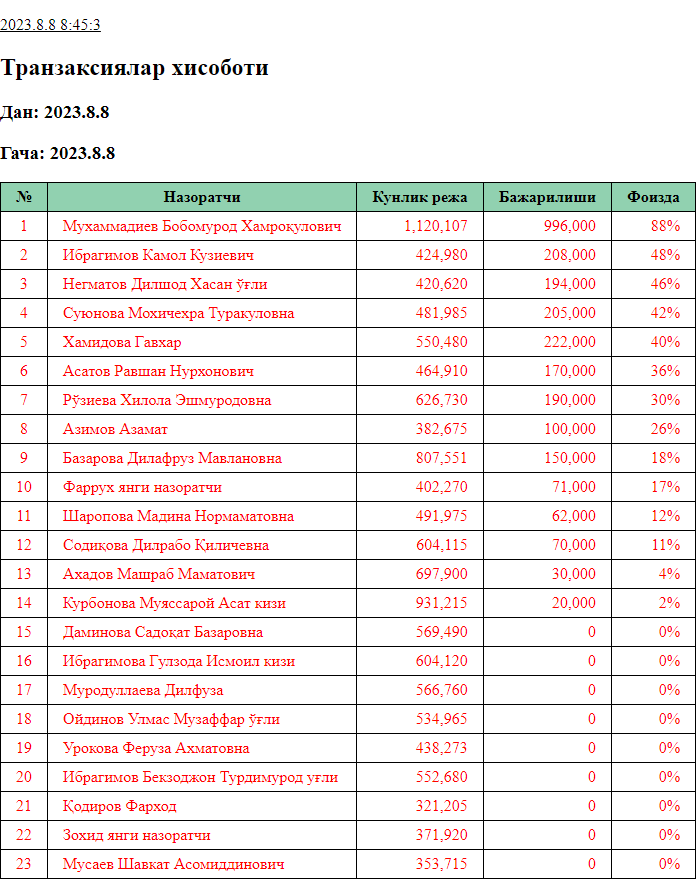 2023.8.8 8:45:3
Транзаксиялар хисоботи
Дан: 2023.8.8
Гача: 2023.8.8
№ Назоратчи Кунлик режа Бажарилиши Фоизда
1 Мухаммадиев Бобомурод Хамрокулович 1,120,107 996,000 88%
2 Ибрагимов Камол Кузиевич 424,980 208,000 48%
3 Негматов Дилшод Хасан ўғли 420,620 194,000 46%
4 Суюнова Мохичехра Туракуловна 481,985 205,000 42%
5 Хамидова Гавхар 550,480 222,000 40%
6 Асатов Равшан Нурхонович 464,910 170,000 36%
7 Рўзиева Хилола Эшмуродовна 626,730 190,000 30%
8 Азимов Азамат 382,675 100,000 26%
9 Базарова Дилафруз Мавлановна 807,551 150,000 18%
10 Фаррух янги назоратчи 402,270 71,000 17%
11 Шаропова Мадина Нормаматовна 491,975 62,000 12%
12 Содиқова Дилрабо Қиличевна 604,115 70,000 11%
13 Ахадов Машраб Маматович 697,900 30,000 4%
14 Курбонова Муяссарой Асат кизи 931,215 20,000 2%
15 Даминова Садоқат Базаровна 569,490 0 0%
16 Ибрагимова Гулзода Исмоил кизи 604,120 0 0%
17 Муродуллаева Дилфуза 566,760 0 0%
18 Ойдинов Улмас Музаффар ўғли 534,965 0 0%
19 Урокова Феруза Ахматовна 438,273 0 0%
20 Ибрагимов Бекзоджон Турдимурод угли 552,680 0 0%
21 Қодиров Фарход 321,205 0 0%
22 Зохид янги назоратчи 371,920 0 0%
23 Мусаев Шавкат Асомиддинович 353,715 0 0%